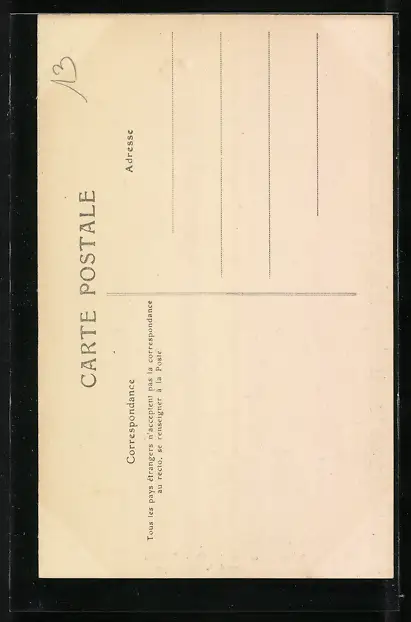 13
CARTE POSTALE
Correspondance
Tous les pays étrangers n'acceptent pas la correspondance
au recto, se renseigner à la Poste
Adresse